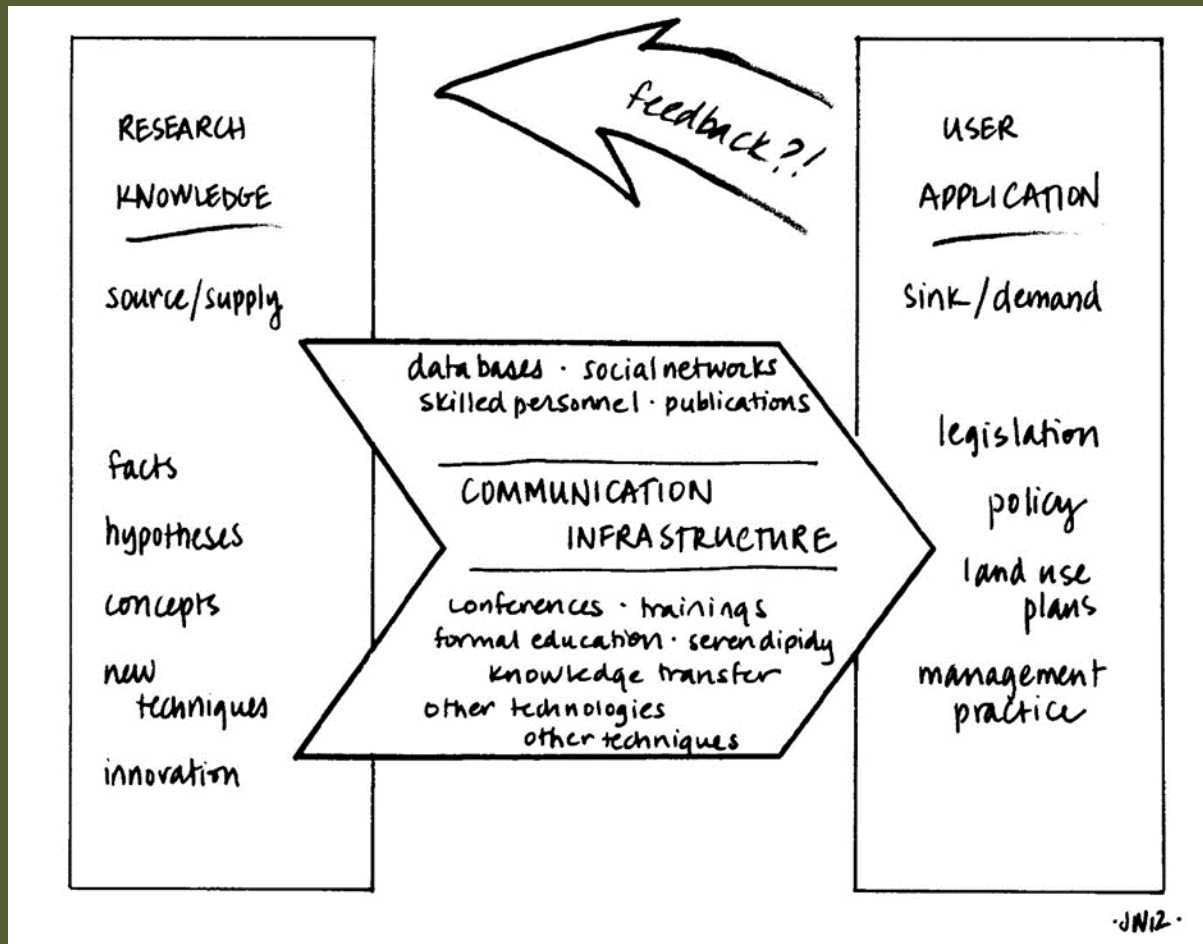 RESEARCH
KNOWLEDGE
source/supply
facts
hypotheses
concepts
new
techniques
innovation
feedback?!
data bases · social networks
skilled personnel · publications
COMMUNICATION
INFRASTRUCTURE
conferences · trainings
formal education · serendipidy
knowledge transfer
other technologies
other techniques
USER
APPLICATION
sink/demand
legislation
policy
land use
plans
management
practice
·JN12·